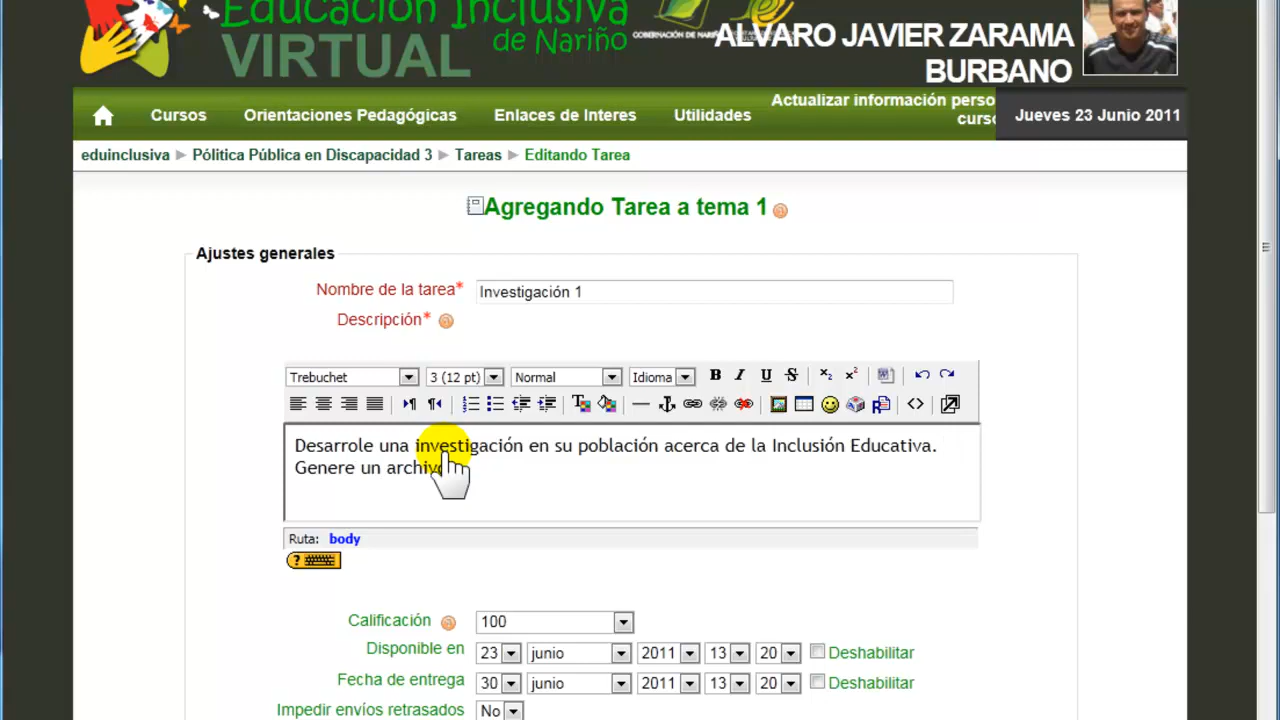 Educación Inclusiva
de Nariño
VIRTUAL
ALVARO JAVIER ZARAMA
BURBANO
Cursos
Orientaciones Pedagógicas
Enlaces de Interes
Utilidades
Actualizar información perso
curso
Jueves 23 Junio 2011
eduinclusiva ► Pólitica Pública en Discapacidad 3 ► Tareas ► Editando Tarea
Agregando Tarea a tema 1
Ajustes generales
Nombre de la tarea* Investigación 1
Descripción*
Trebuchet 3 (12 pt) Normal Idioma
Desarrole una investigación en su población acerca de la Inclusión Educativa.
Genere un archivo
Ruta: body
Calificación 100
Disponible en 23 junio 2011 13 20 Deshabilitar
Fecha de entrega 30 junio 2011 13 20 Deshabilitar
Impedir envíos retrasados No